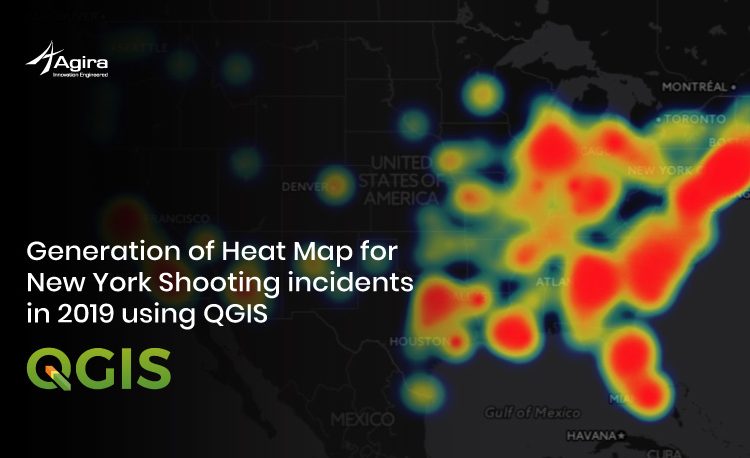 Agira
Innovation Engineered
MONTRÉAL
TORONTO
NEW YORK
UNITED
STATES OF
AMERICA
DENVER
HOUSTON
Generation of Heat Map for
New York Shooting incidents
in 2019 using QGIS
QGIS
Gulf of Mexico
MEXICO
HAVANA
CUBA